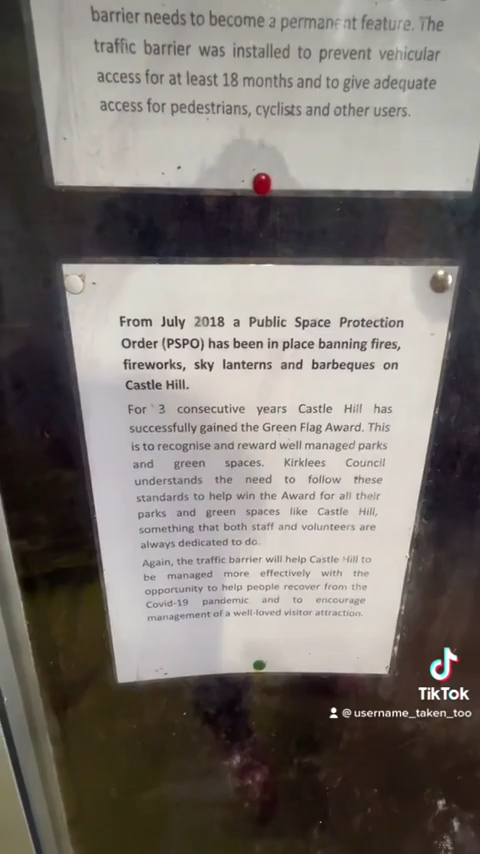 barrier needs to become a permanent feature. The
traffic barrier was installed to prevent vehicular
access for at least 18 months and to give adequate
access for pedestrians, cyclists and other users.
From July 2018 a Public Space Protection
Order (PSPO) has been in place banning fires,
fireworks, sky lanterns and barbeques on
Castle Hill.
For 3 consecutive years Castle Hill has
successfully gained the Green Flag Award. This
is to recognise and reward well managed parks
and green spaces. Kirklees Council
understands the need to follow these
standards to help win the Award for all their
parks and green spaces like Castle Hill,
something that both staff and volunteers are
always dedicated to do.
Again, the traffic barrier will help Castle Hill to
be managed more effectively with the
opportunity to help people recover from the
Covid-19 pandemic and to encourage
management of a well-loved visitor attraction.
TikTok
@username_taken_too